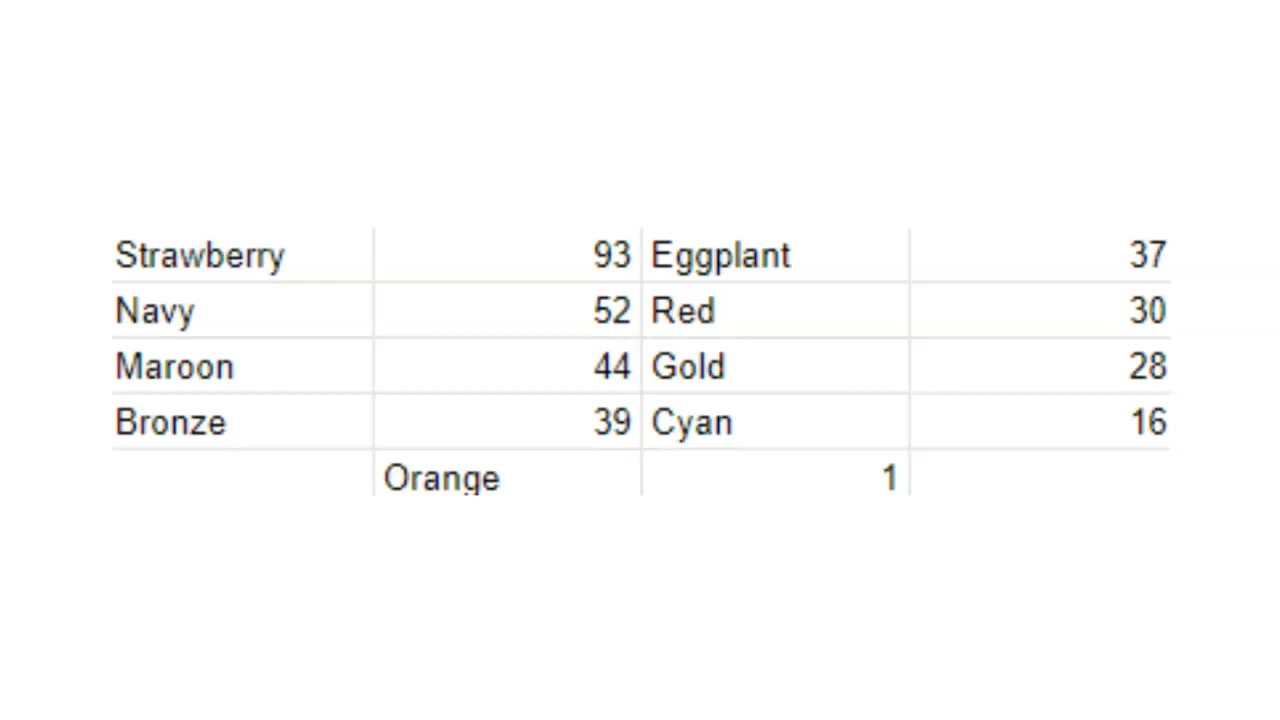 Strawberry 93 Eggplant 37
Navy 52 Red 30
Maroon 44 Gold 28
Bronze 39 Cyan 16
Orange 1